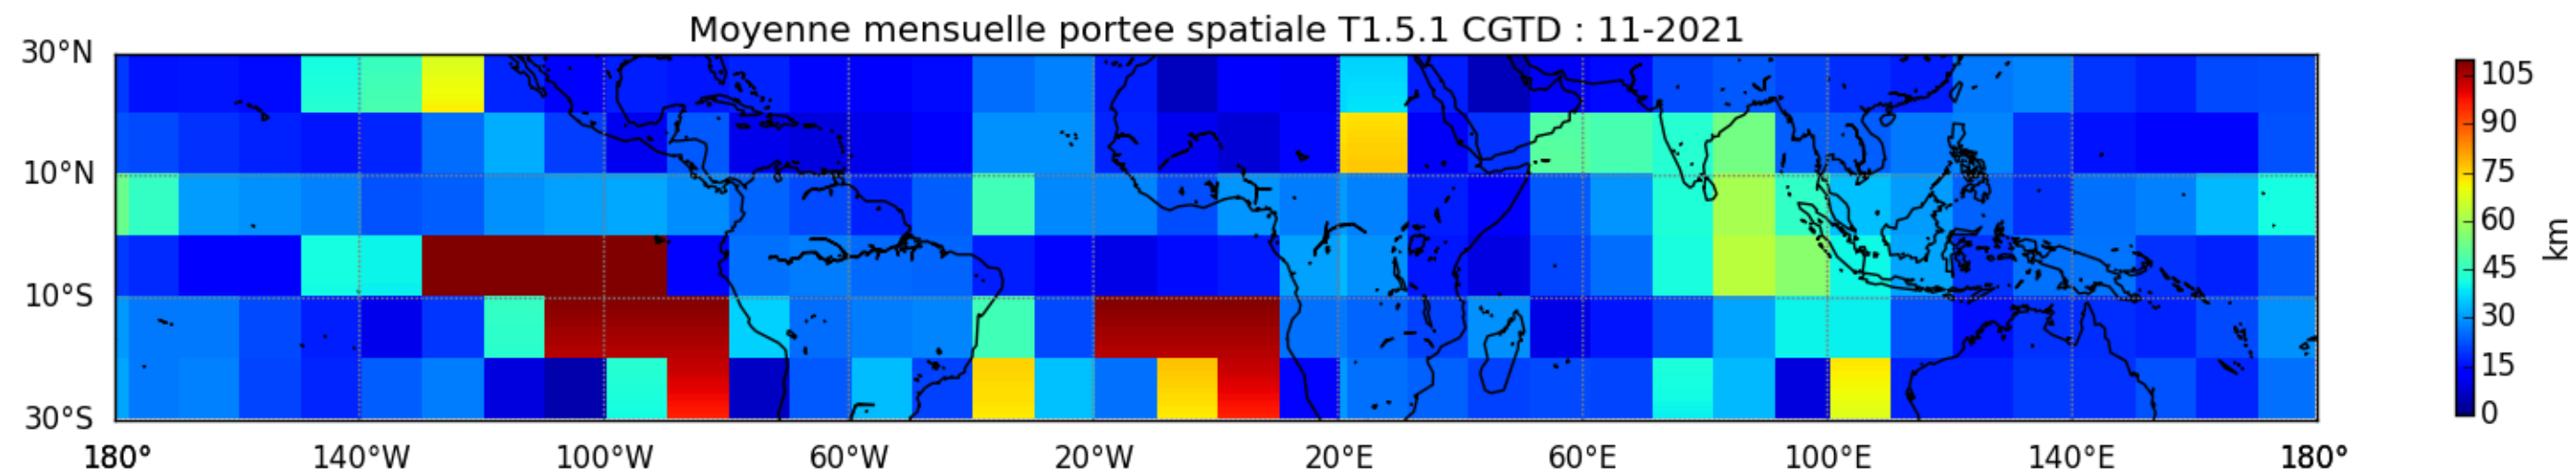 Moyenne mensuelle portee spatiale T1.5.1 CGTD : 11-2021
30°N
10°N
10°S
30°S
180° 140°W 100°W 60°W 20°W 20°E 60°E 100°E 140°E 180°
105
90
75
60
45
30
15
0
km